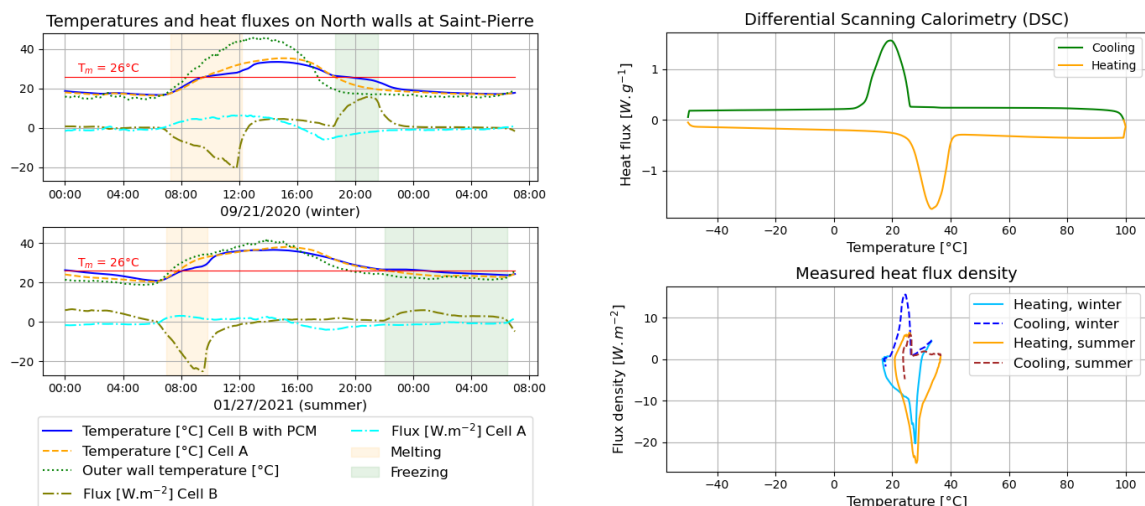 Temperatures and heat fluxes on North walls at Saint-Pierre
40
20
0
−20
T_m = 26°C
00:00 04:00 08:00 12:00 16:00 20:00 00:00 04:00 08:00
09/21/2020 (winter)
40
20
0
−20
T_m = 26°C
00:00 04:00 08:00 12:00 16:00 20:00 00:00 04:00 08:00
01/27/2021 (summer)
Temperature [°C] Cell B with PCM
Temperature [°C] Cell A
Outer wall temperature [°C]
Flux [W.m⁻²] Cell B
Flux [W.m⁻²] Cell A
Melting
Freezing
Differential Scanning Calorimetry (DSC)
Heat flux [W.g⁻¹]
1
0
−1
Cooling
Heating
−40 −20 0 20 40 60 80 100
Temperature [°C]
Measured heat flux density
Flux density [W.m⁻²]
10
0
−10
−20
Heating, winter
Cooling, winter
Heating, summer
Cooling, summer
−40 −20 0 20 40 60 80 100
Temperature [°C]